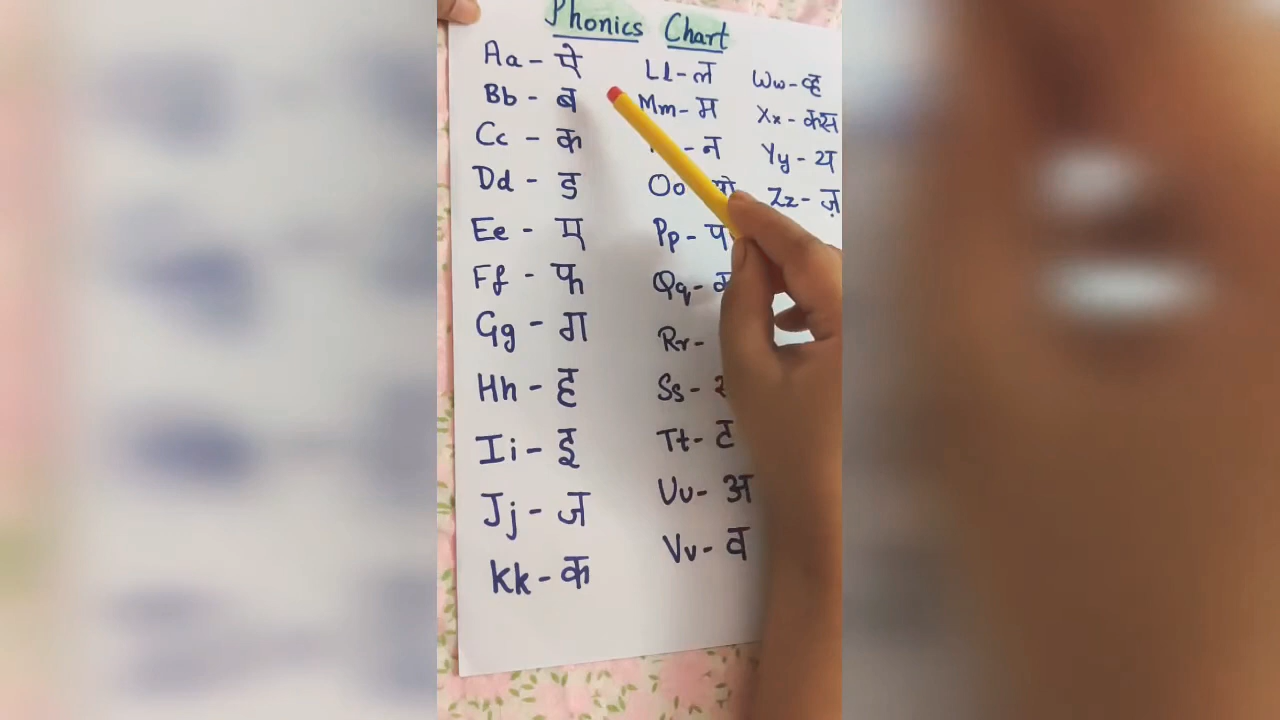 Phonics Chart
Aa - ऐ
Bb - ब
Cc - क
Dd - ड
Ee - ए
Ff - फ
Gg - ग
Hh - ह
Ii - इ
Jj - ज
Kk - क
Ll - ल
Mm - म
- न
Oo
Pp - प
Qq -
Rr -
Ss -
Tt - ट
Uu - अ
Vv - व
Ww - व्ह
Xx - क्स
Yy - य
Zz - ज़